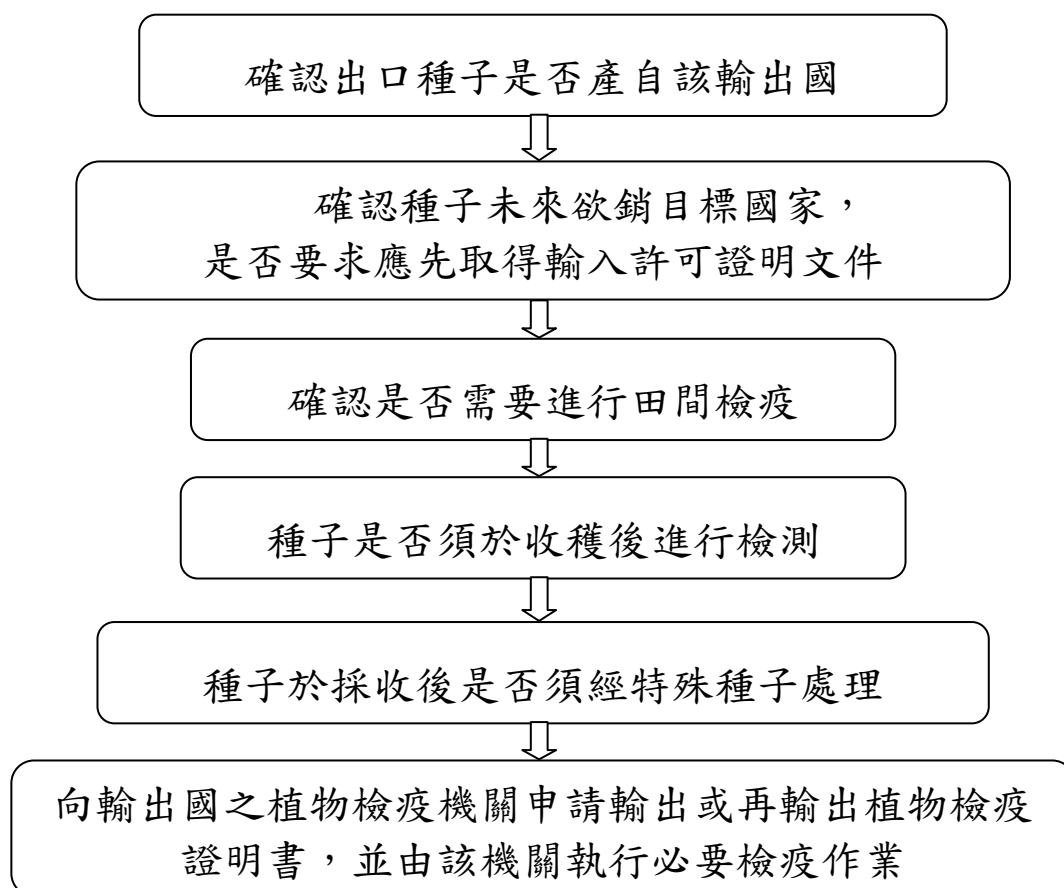 確認出口種子是否產自該輸出國
確認種子未來欲銷目標國家，
是否要求應先取得輸入許可證明文件
確認是否需要進行田間檢疫
種子是否須於收穫後進行檢測
種子於採收後是否須經特殊種子處理
向輸出國之植物檢疫機關申請輸出或再輸出植物檢疫
證明書，並由該機關執行必要檢疫作業